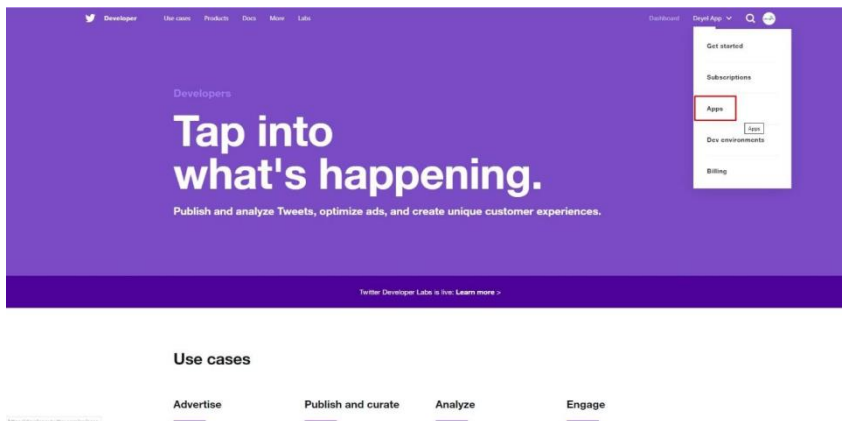 Developer Use cases Products Docs More Labs Dashboard Deyel App
Get started
Subscriptions
Apps
Apps
Dev environments
Billing
Developers
Tap into
what's happening.
Publish and analyze Tweets, optimize ads, and create unique customer experiences.
Twitter Developer Labs is live: Learn more >
Use cases
Advertise Publish and curate Analyze Engage